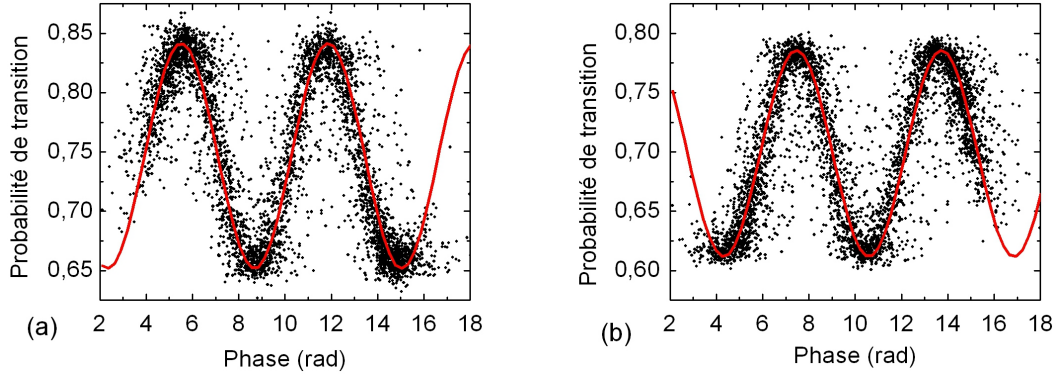 Probabilité de transition
0,85
0,80
0,75
0,70
0,65
2 4 6 8 10 12 14 16 18
Phase (rad)
(a)
Probabilité de transition
0,80
0,75
0,70
0,65
0,60
2 4 6 8 10 12 14 16 18
Phase (rad)
(b)